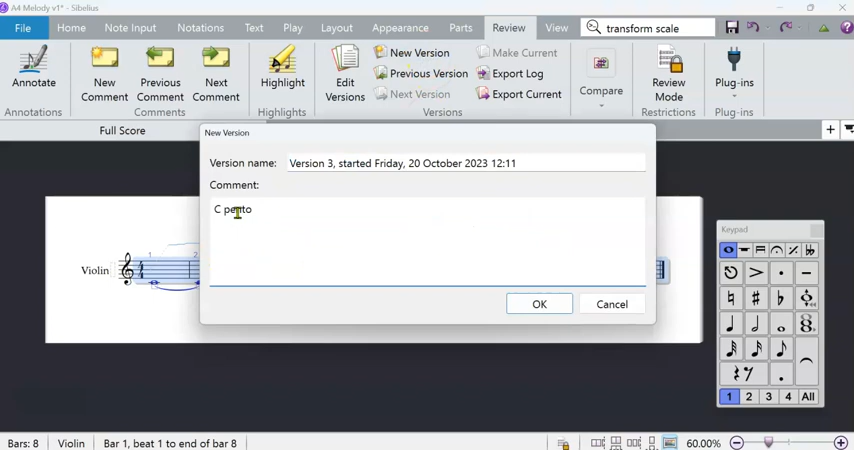 A4 Melody v1* - Sibelius
File Home Note Input Notations Text Play Layout Appearance Parts Review View transform scale
Annotate
New Comment
Previous Comment
Next Comment
Highlight
Edit Versions
New Version
Previous Version
Next Version
Make Current
Export Log
Export Current
Compare
Review Mode
Plug-ins
Annotations Comments Highlights Versions Restrictions Plug-ins
Full Score
New Version
Version name: Version 3, started Friday, 20 October 2023 12:11
Comment:
C pento
OK Cancel
Violin
1 2
Keypad
1 2 3 4 All
Bars: 8 Violin Bar 1, beat 1 to end of bar 8 60.00%